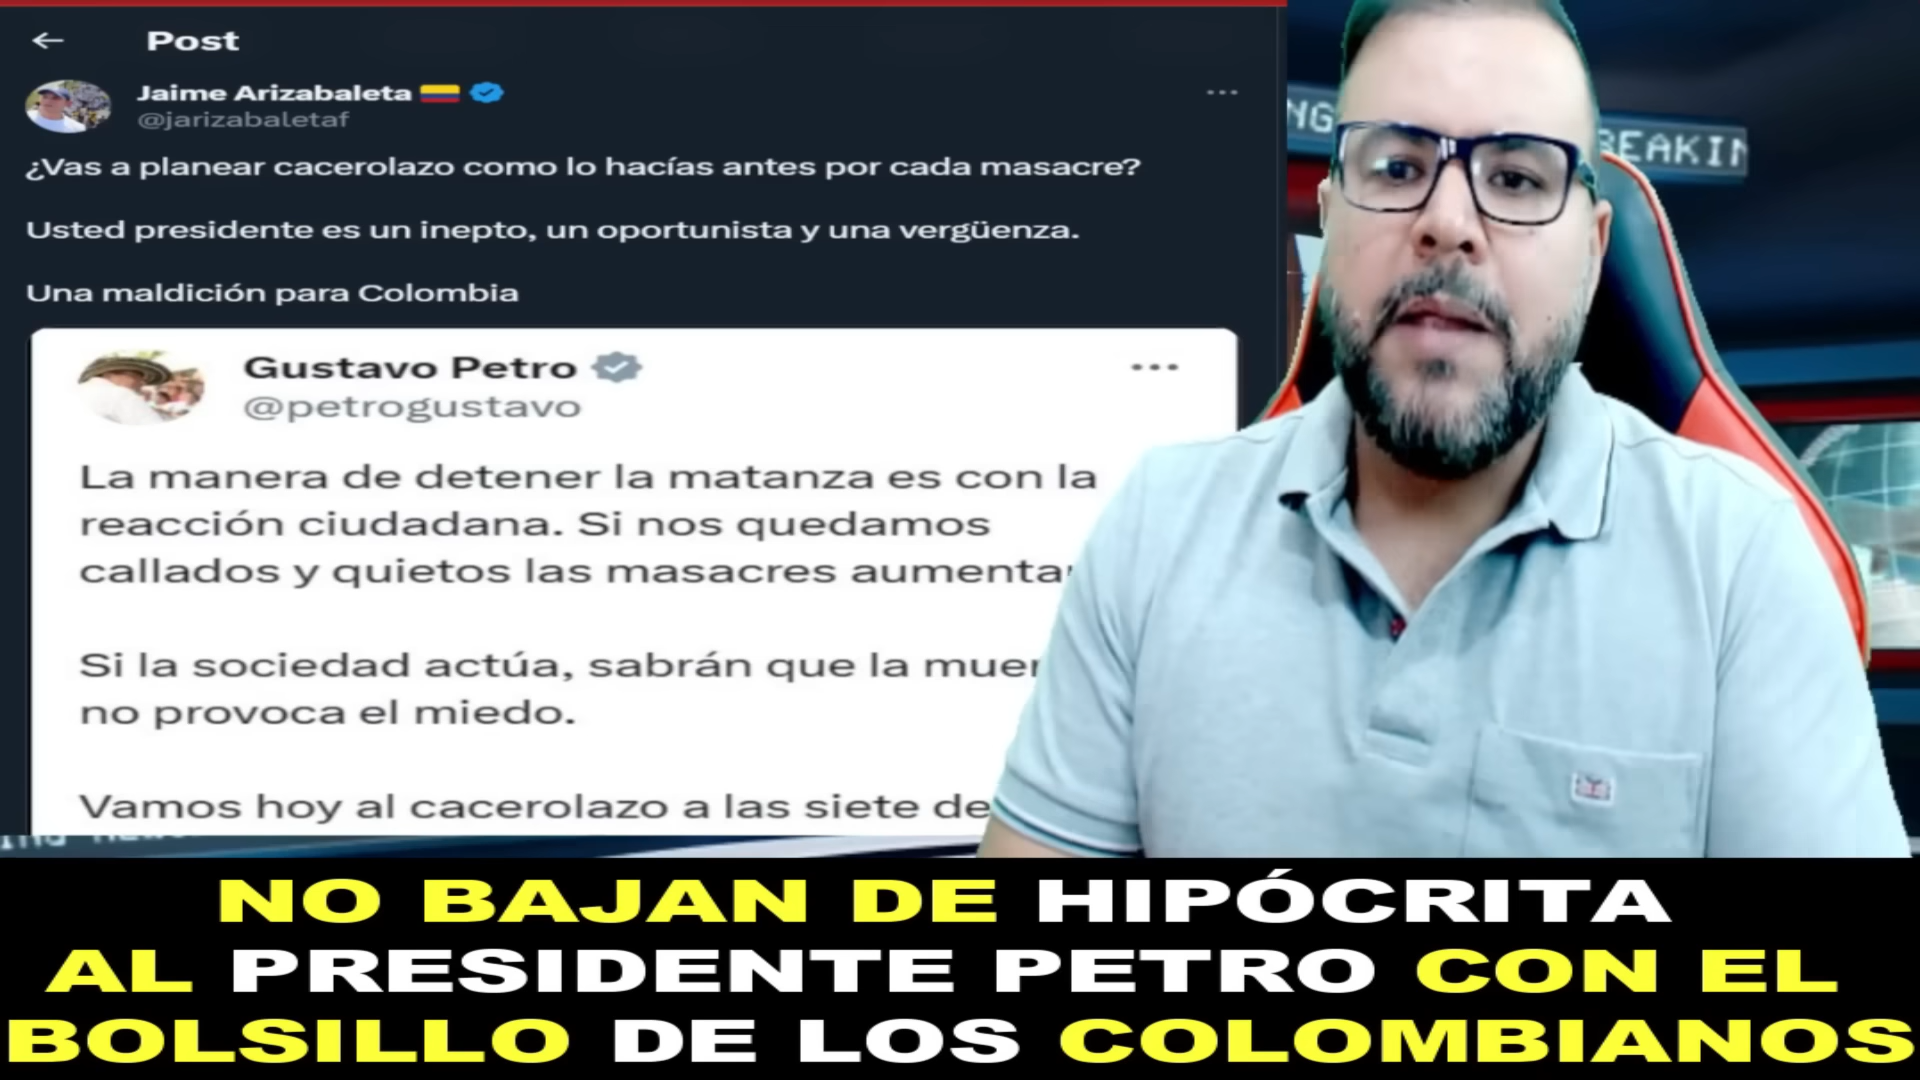 Post
Jaime Arizabaleta
@jarizabaletaf
¿Vas a planear cacerolazo como lo hacías antes por cada masacre?
Usted presidente es un inepto, un oportunista y una vergüenza.
Una maldición para Colombia
Gustavo Petro
@petrogustavo
La manera de detener la matanza es con la
reacción ciudadana. Si nos quedamos
callados y quietos las masacres
Si la sociedad actúa, sabrán que la
no provoca el miedo.
Vamos hoy al cacerolazo a las siete de
NO BAJAN DE HIPÓCRITA
AL PRESIDENTE PETRO CON EL
BOLSILLO DE LOS COLOMBIANOS